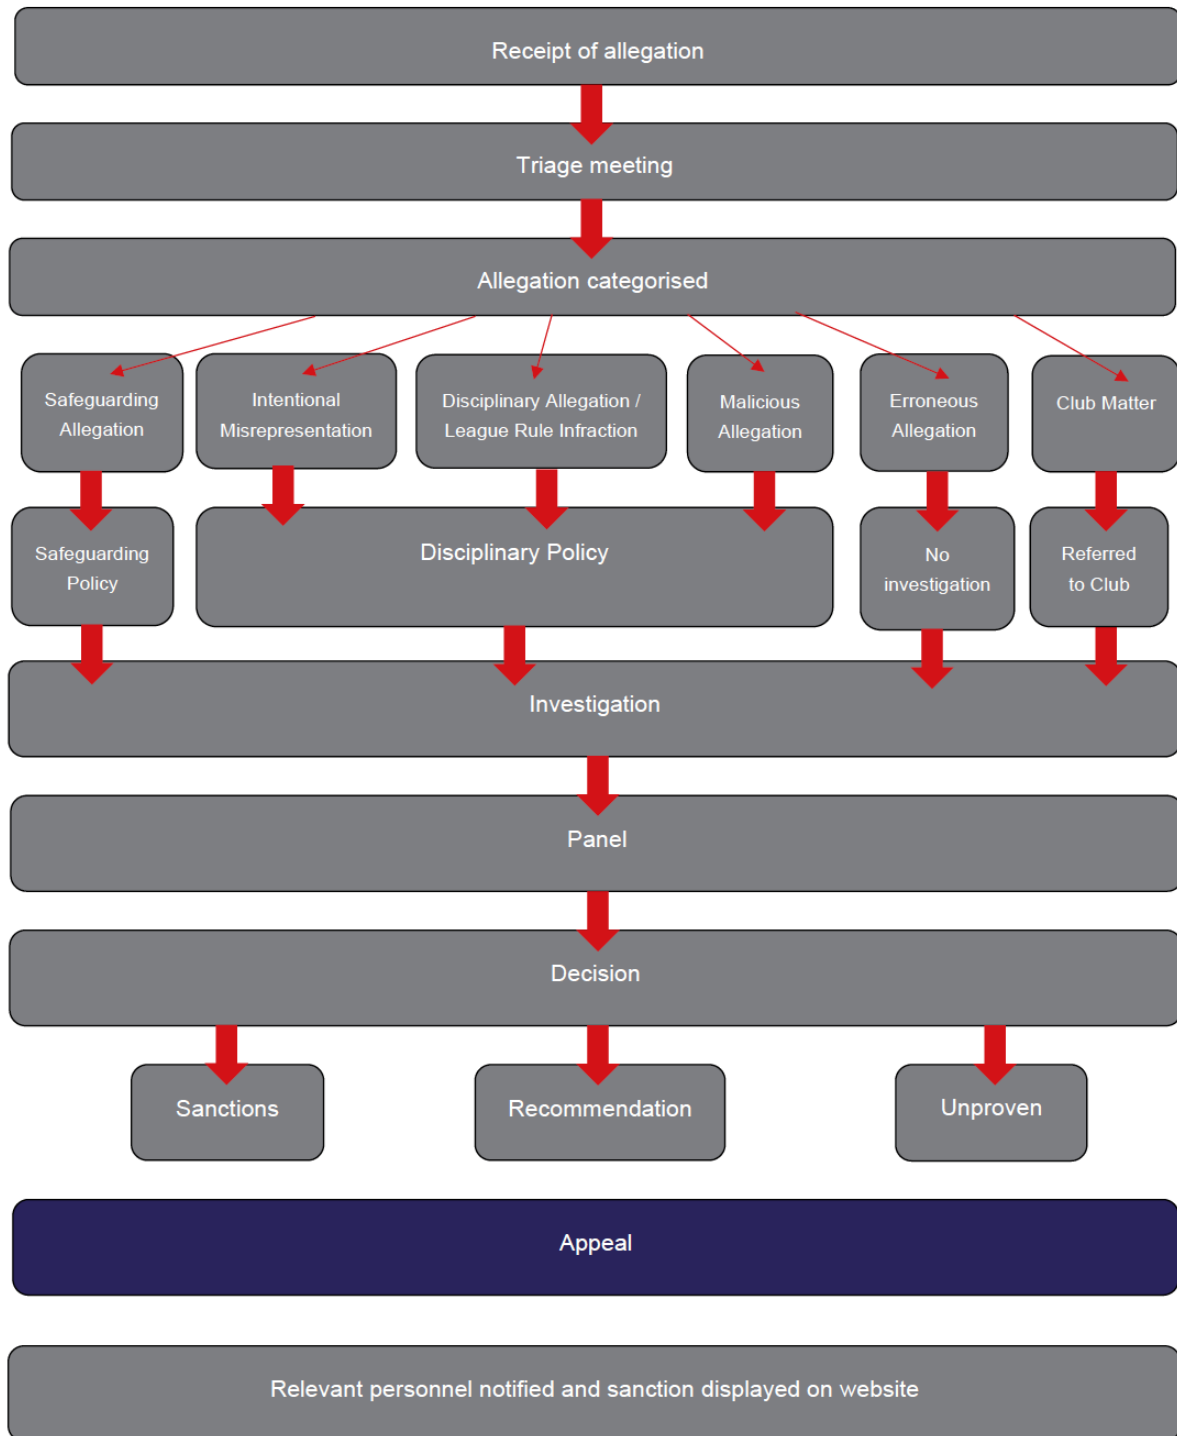 Receipt of allegation
Triage meeting
Allegation categorised
Safeguarding
Allegation
Intentional
Misrepresentation
Disciplinary Allegation /
League Rule Infraction
Malicious
Allegation
Erroneous
Allegation
Club Matter
Safeguarding
Policy
Disciplinary Policy
No
investigation
Referred
to Club
Investigation
Panel
Decision
Sanctions
Recommendation
Unproven
Appeal
Relevant personnel notified and sanction displayed on website